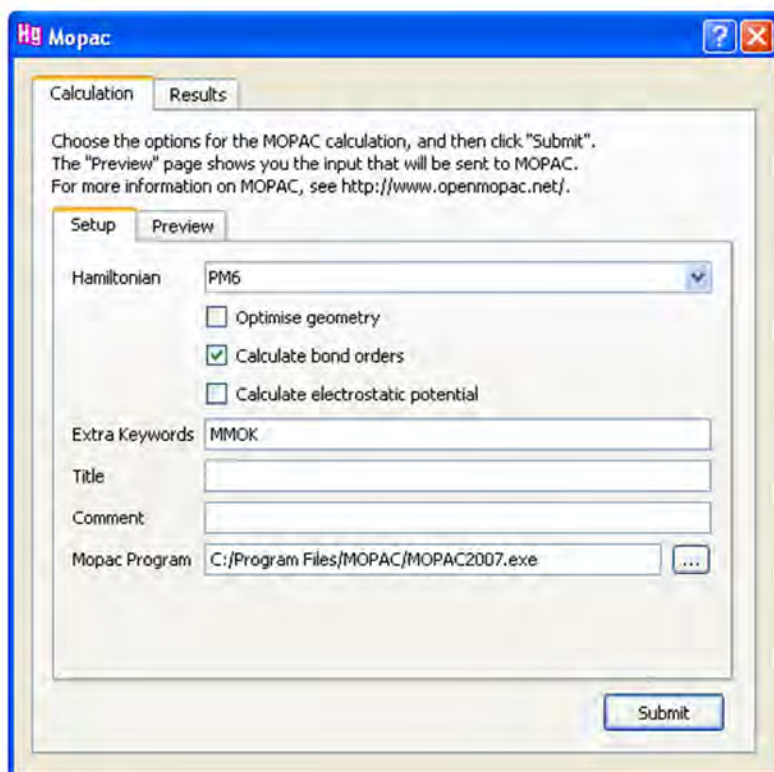 Hg Mopac
Calculation Results
Choose the options for the MOPAC calculation, and then click "Submit".
The "Preview" page shows you the input that will be sent to MOPAC.
For more information on MOPAC, see http://www.openmopac.net/.
Setup Preview
Hamiltonian PM6
Optimise geometry
Calculate bond orders
Calculate electrostatic potential
Extra Keywords MMOK
Title
Comment
Mopac Program C:/Program Files/MOPAC/MOPAC2007.exe ...
Submit